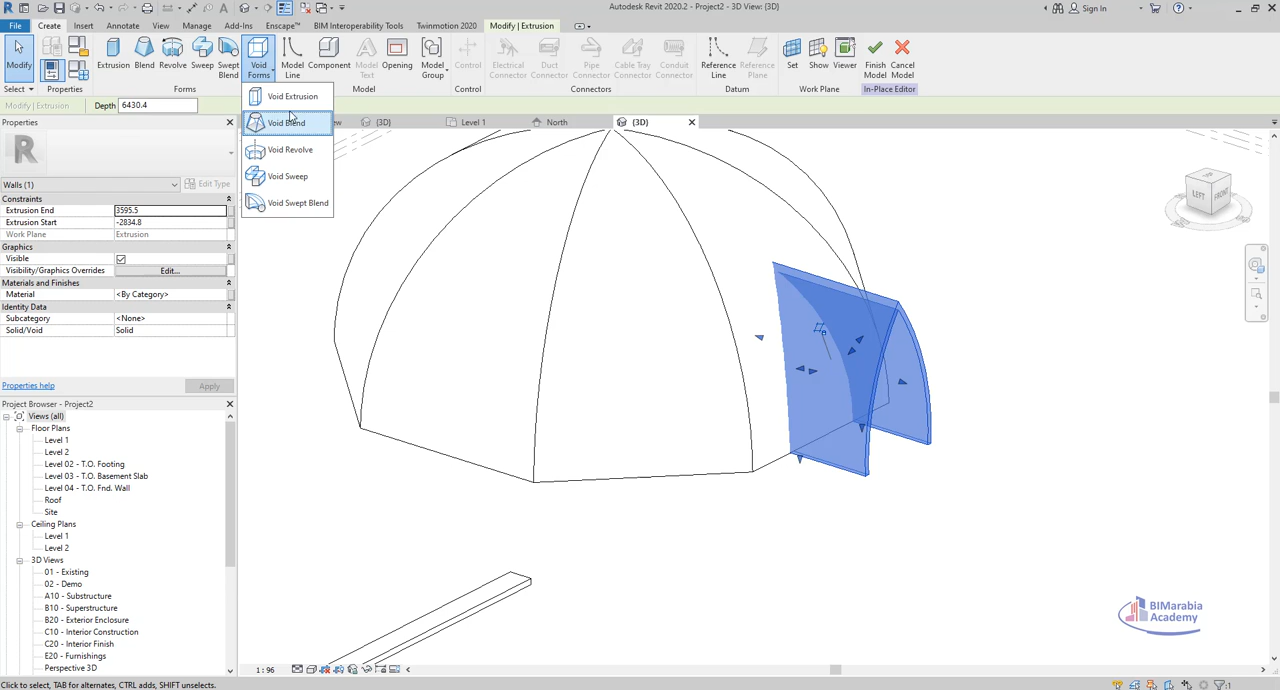 Autodesk Revit 2020.2 - Project2 - 3D View: {3D}
Sign In
File Create Insert Annotate View Manage Add-Ins Enscape™ BIM Interoperability Tools Twinmotion 2020 Modify | Extrusion
Modify
Extrusion Blend Revolve Sweep Swept Blend Void Forms
Model Line Component Model Text Opening Model Group
Control
Electrical Connector Duct Connector Pipe Connector Cable Tray Connector Conduit Connector
Reference Line Reference Plane
Set Show Viewer
Finish Model Cancel Model
Select Properties Forms Model Control Connectors Datum Work Plane In-Place Editor
Modify | Extrusion Depth 6430.4
Void Extrusion
Void Blend
Void Revolve
Void Sweep
Void Swept Blend
{3D} Level 1 North {3D}
Properties
R
Walls (1) Edit Type
Constraints
Extrusion End 3595.5
Extrusion Start -2834.8
Work Plane Extrusion
Graphics
Visible
Visibility/Graphics Overrides Edit...
Materials and Finishes
Material <By Category>
Identity Data
Subcategory <None>
Solid/Void Solid
Properties help Apply
Project Browser - Project2
Views (all)
Floor Plans
Level 1
Level 2
Level 02 - T.O. Footing
Level 03 - T.O. Basement Slab
Level 04 - T.O. Fnd. Wall
Roof
Site
Ceiling Plans
Level 1
Level 2
3D Views
01 - Existing
02 - Demo
A10 - Substructure
B10 - Superstructure
B20 - Exterior Enclosure
C10 - Interior Construction
C20 - Interior Finish
E20 - Furnishings
Perspective 3D
LEFT FRONT
BIMarabia
Academy
1 : 96
Click to select, TAB for alternates, CTRL adds, SHIFT unselects.
:1